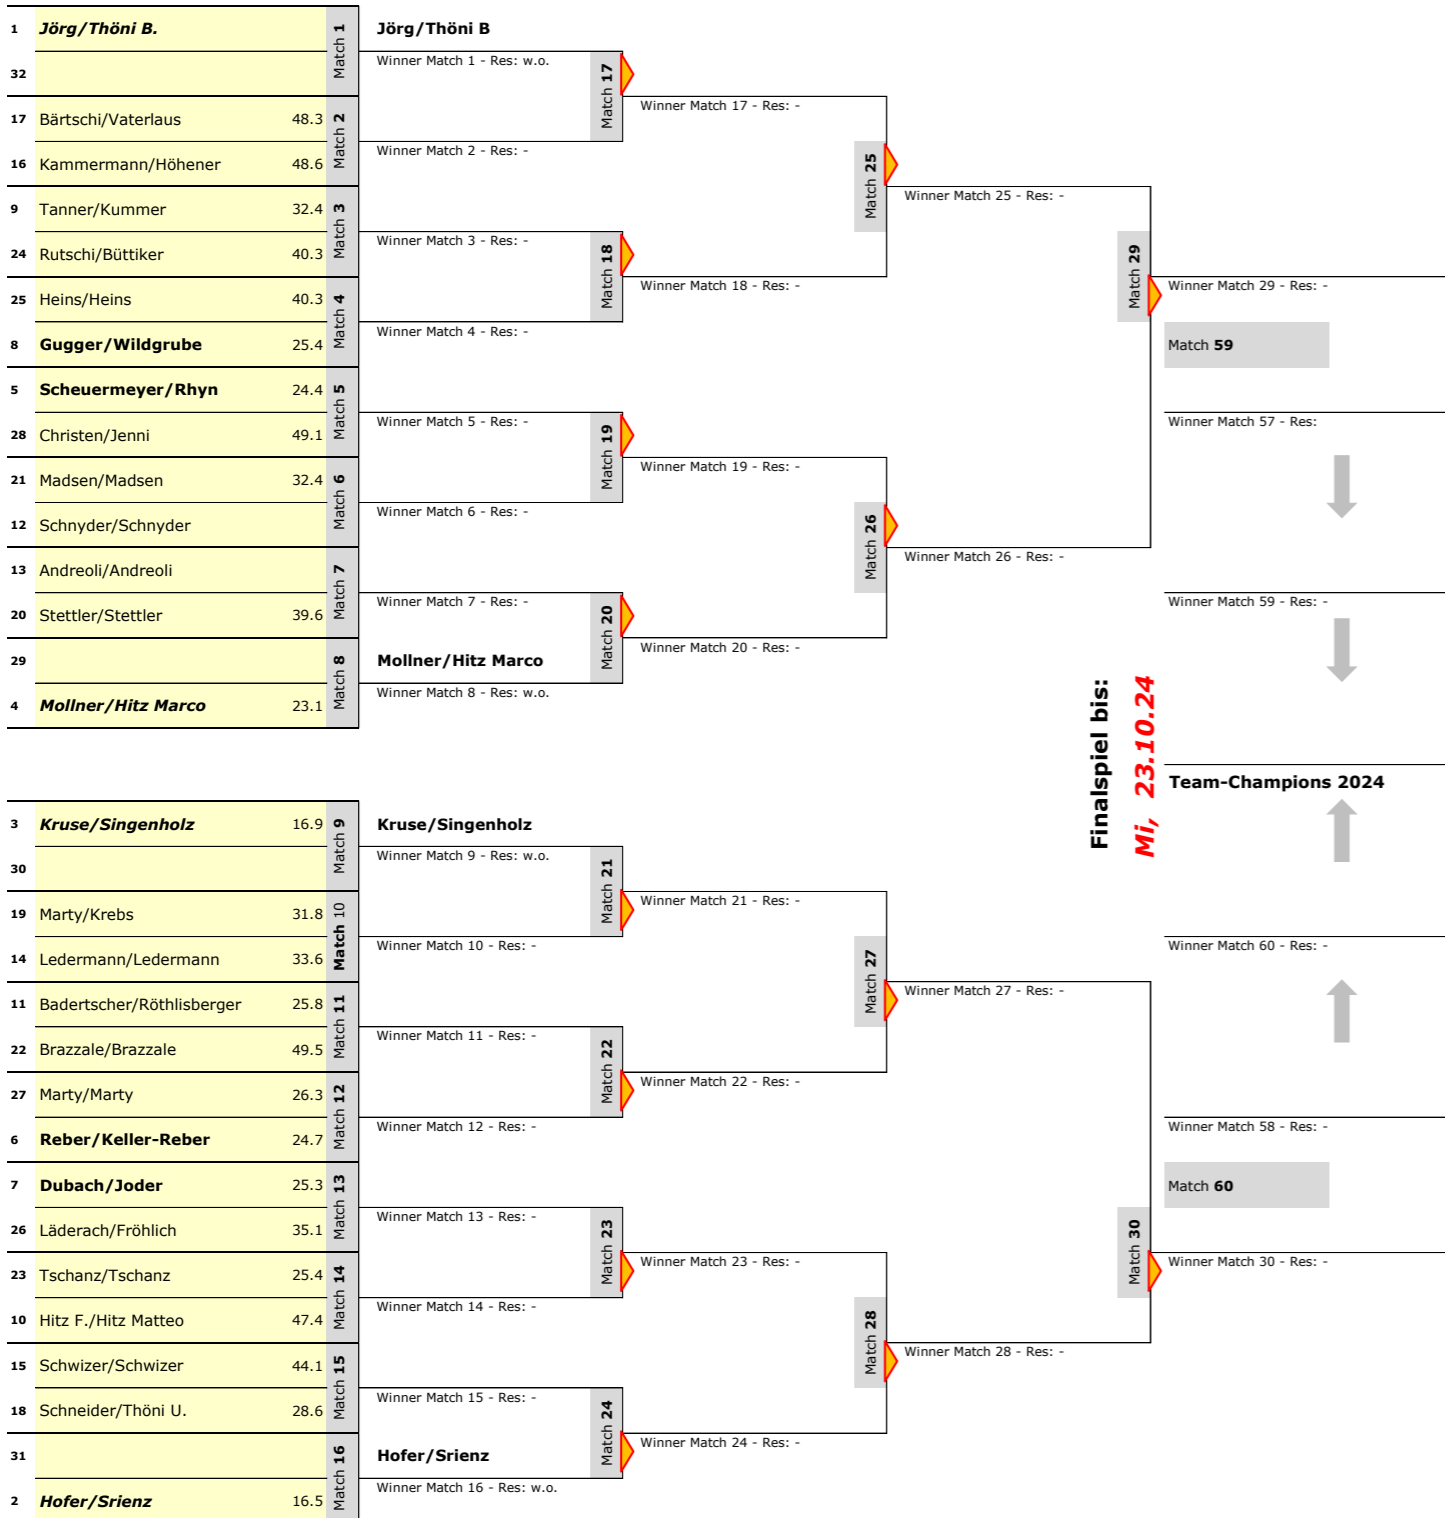 1 Jörg/Thöni B. Match 1 Jörg/Thöni B
Winner Match 1 - Res: w.o.
32
Match 17
Winner Match 17 - Res: -
17 Bärtschi/Vaterlaus 48.3 Match 2
Winner Match 2 - Res: -
16 Kammermann/Höhener 48.6
Match 25
Winner Match 25 - Res: -
9 Tanner/Kummer 32.4 Match 3
Winner Match 3 - Res: -
24 Rutschi/Büttiker 40.3
Match 18
Winner Match 18 - Res: -
Match 29
Winner Match 29 - Res: -
25 Heins/Heins 40.3 Match 4
Winner Match 4 - Res: -
8 Gugger/Wildgrube 25.4
Match 59
5 Scheuermeyer/Rhyn 24.4 Match 5
Winner Match 5 - Res: -
Winner Match 57 - Res:
28 Christen/Jenni 49.1
Match 19
Winner Match 19 - Res: -
21 Madsen/Madsen 32.4 Match 6
Winner Match 6 - Res: -
12 Schnyder/Schnyder
Match 26
Winner Match 26 - Res: -
13 Andreoli/Andreoli Match 7
Winner Match 7 - Res: -
Winner Match 59 - Res: -
20 Stettler/Stettler 39.6
Match 20
Winner Match 20 - Res: -
29 Match 8 Mollner/Hitz Marco
Winner Match 8 - Res: w.o.
4 Mollner/Hitz Marco 23.1
Finalspiel bis:
Mi, 23.10.24
Team-Champions 2024
3 Kruse/Singenholz 16.9 Match 9 Kruse/Singenholz
Winner Match 9 - Res: w.o.
30
Match 21
Winner Match 21 - Res: -
19 Marty/Krebs 31.8 Match 10
Winner Match 10 - Res: -
Winner Match 60 - Res: -
14 Ledermann/Ledermann 33.6
Match 27
Winner Match 27 - Res: -
11 Badertscher/Röthlisberger 25.8 Match 11
Winner Match 11 - Res: -
22 Brazzale/Brazzale 49.5
Match 22
Winner Match 22 - Res: -
27 Marty/Marty 26.3 Match 12
Winner Match 12 - Res: -
Winner Match 58 - Res: -
6 Reber/Keller-Reber 24.7
7 Dubach/Joder 25.3 Match 13
Match 60
Winner Match 13 - Res: -
26 Läderach/Fröhlich 35.1
Match 23
Winner Match 23 - Res: -
Match 30
Winner Match 30 - Res: -
23 Tschanz/Tschanz 25.4 Match 14
Winner Match 14 - Res: -
10 Hitz F./Hitz Matteo 47.4
Match 28
Winner Match 28 - Res: -
15 Schwizer/Schwizer 44.1 Match 15
Winner Match 15 - Res: -
18 Schneider/Thöni U. 28.6
Match 24
Winner Match 24 - Res: -
31 Match 16 Hofer/Srienz
Winner Match 16 - Res: w.o.
2 Hofer/Srienz 16.5